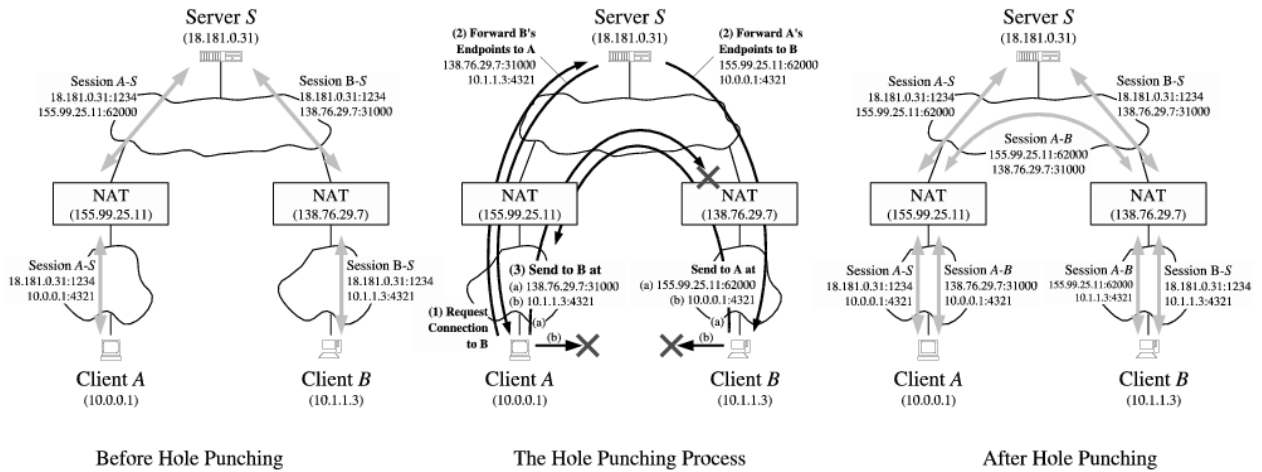 Server S
(18.181.0.31)
Session A-S
18.181.0.31:1234
155.99.25.11:62000
Session B-S
18.181.0.31:1234
138.76.29.7:31000
NAT
(155.99.25.11)
NAT
(138.76.29.7)
Session A-S
18.181.0.31:1234
10.0.0.1:4321
Session B-S
18.181.0.31:1234
10.1.1.3:4321
Client A
(10.0.0.1)
Client B
(10.1.1.3)
Before Hole Punching
Server S
(18.181.0.31)
(2) Forward B's
Endpoints to A
138.76.29.7:31000
10.1.1.3:4321
(2) Forward A's
Endpoints to B
155.99.25.11:62000
10.0.0.1:4321
NAT
(155.99.25.11)
NAT
(138.76.29.7)
(3) Send to B at
(a) 138.76.29.7:31000
(b) 10.1.1.3:4321
Send to A at
(a) 155.99.25.11:62000
(b) 10.0.0.1:4321
(1) Request
Connection
to B
(a)
(b)
(a)
(b)
Client A
(10.0.0.1)
Client B
(10.1.1.3)
The Hole Punching Process
Server S
(18.181.0.31)
Session A-S
18.181.0.31:1234
155.99.25.11:62000
Session B-S
18.181.0.31:1234
138.76.29.7:31000
Session A-B
155.99.25.11:62000
138.76.29.7:31000
NAT
(155.99.25.11)
NAT
(138.76.29.7)
Session A-S
18.181.0.31:1234
10.0.0.1:4321
Session A-B
138.76.29.7:31000
10.0.0.1:4321
Session A-B
155.99.25.11:62000
10.1.1.3:4321
Session B-S
18.181.0.31:1234
10.1.1.3:4321
Client A
(10.0.0.1)
Client B
(10.1.1.3)
After Hole Punching